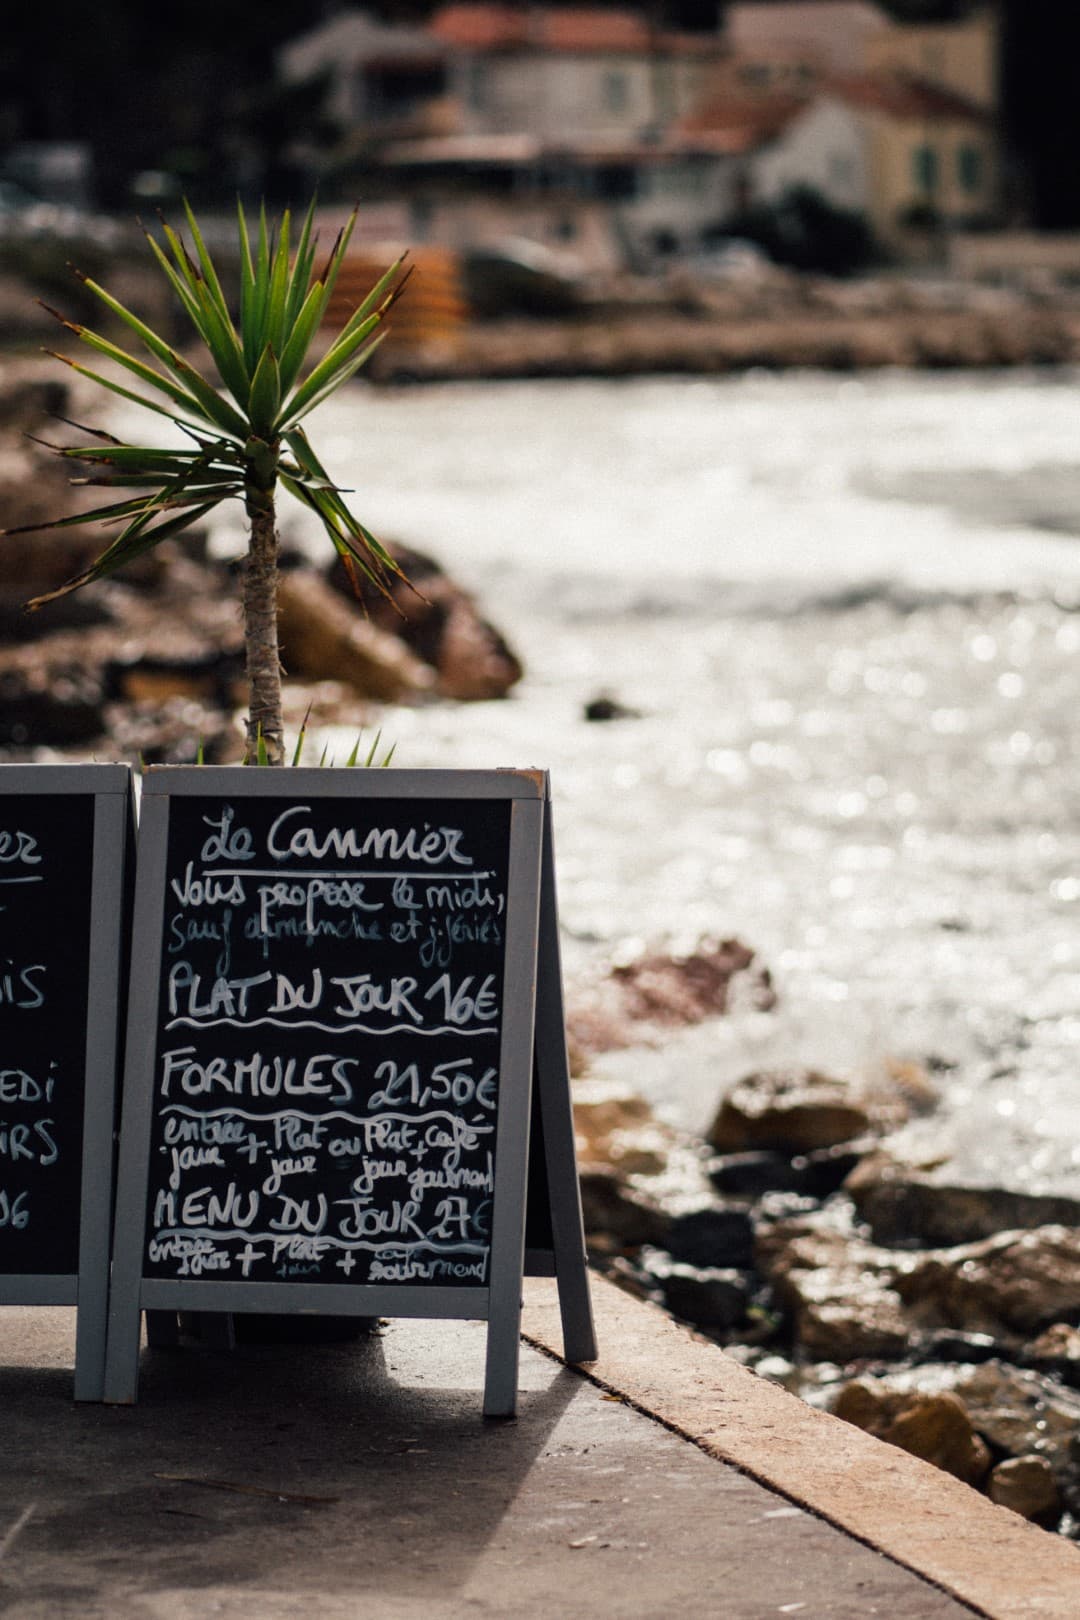 er
is
EDI
IRS
06
Le Cannier
Vous propose le midi,
Sauf dimanche et j. fériés
PLAT DU JOUR 16€
FORMULES 21,50€
entrée + Plat ou Plat + Café
jour jour jour gourmand
MENU DU JOUR 27€
entrée + Plat + café
jour jour gourmand